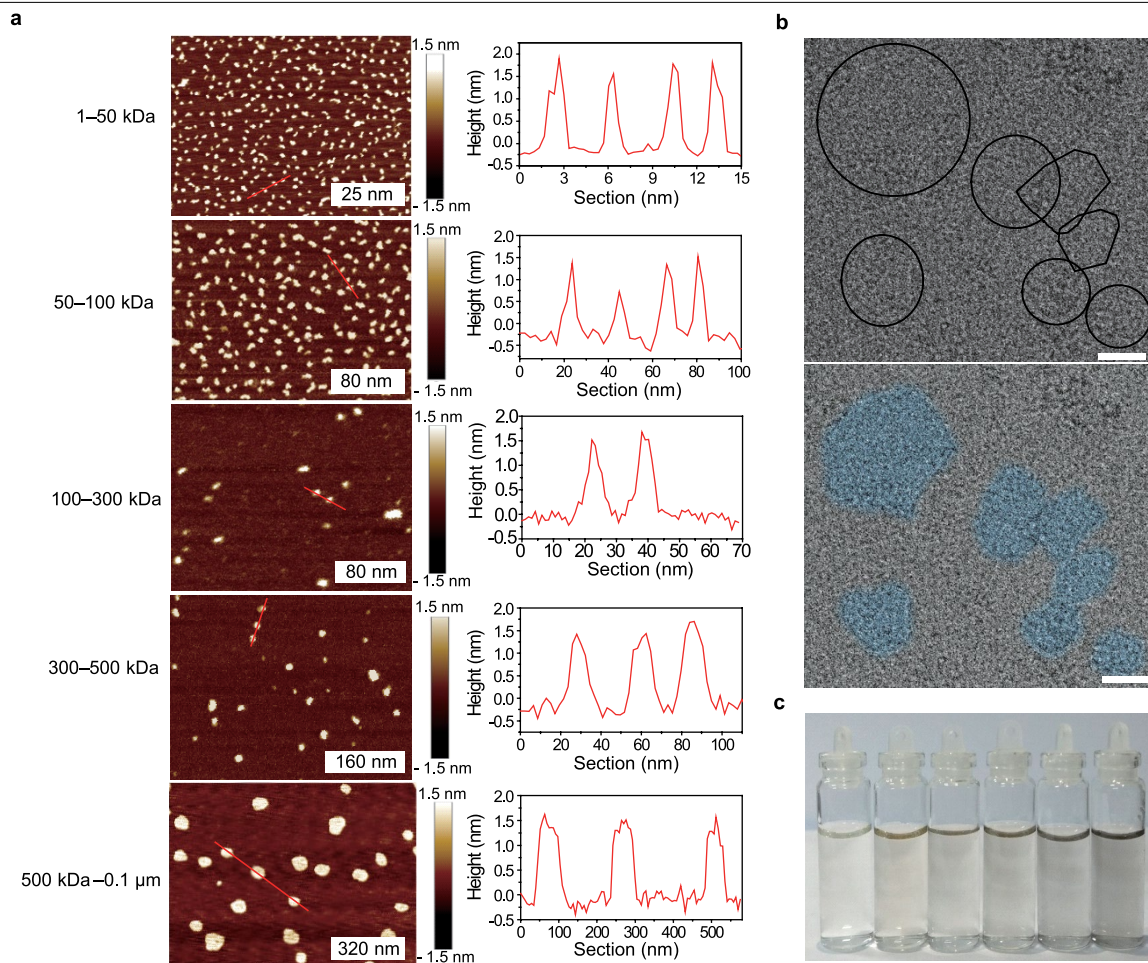 a
1–50 kDa
25 nm
1.5 nm
- 1.5 nm
Height (nm)
2.0
1.5
1.0
0.5
0.0
-0.5
0 3 6 9 12 15
Section (nm)
50–100 kDa
80 nm
1.5 nm
- 1.5 nm
Height (nm)
2.0
1.5
1.0
0.5
0.0
-0.5
0 20 40 60 80 100
Section (nm)
100–300 kDa
80 nm
1.5 nm
- 1.5 nm
Height (nm)
2.0
1.5
1.0
0.5
0.0
-0.5
0 10 20 30 40 50 60 70
Section (nm)
300–500 kDa
160 nm
1.5 nm
- 1.5 nm
Height (nm)
2.0
1.5
1.0
0.5
0.0
-0.5
0 20 40 60 80 100
Section (nm)
500 kDa–0.1 μm
320 nm
1.5 nm
- 1.5 nm
Height (nm)
2.0
1.5
1.0
0.5
0.0
-0.5
0 100 200 300 400 500
Section (nm)
b
c